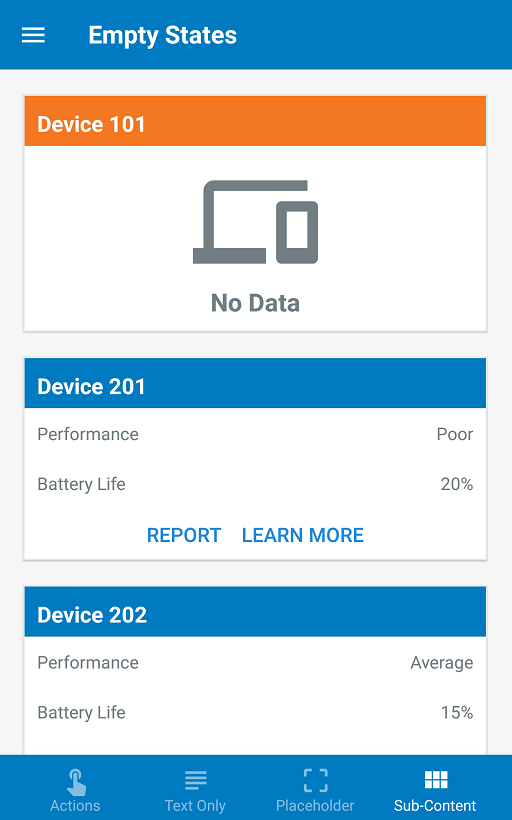 Empty States
Device 101
No Data
Device 201
Performance Poor
Battery Life 20%
REPORT LEARN MORE
Device 202
Performance Average
Battery Life 15%
Actions Text Only Placeholder Sub-Content